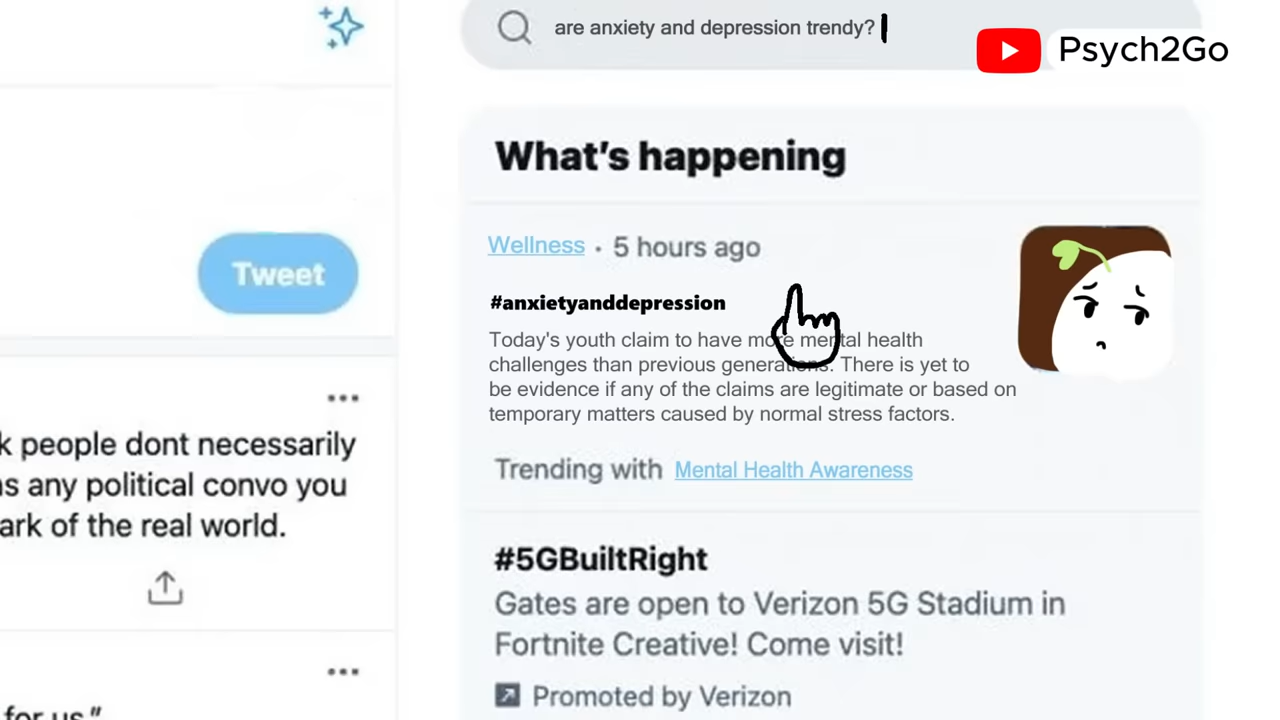 are anxiety and depression trendy?
Psych2Go
What's happening
Wellness · 5 hours ago
Tweet
#anxietyanddepression
Today's youth claim to have more mental health
challenges than previous generations. There is yet to
be evidence if any of the claims are legitimate or based on
temporary matters caused by normal stress factors.
Trending with Mental Health Awareness
k people dont necessarily
as any political convo you
ark of the real world.
#5GBuiltRight
Gates are open to Verizon 5G Stadium in
Fortnite Creative! Come visit!
Promoted by Verizon
for us."